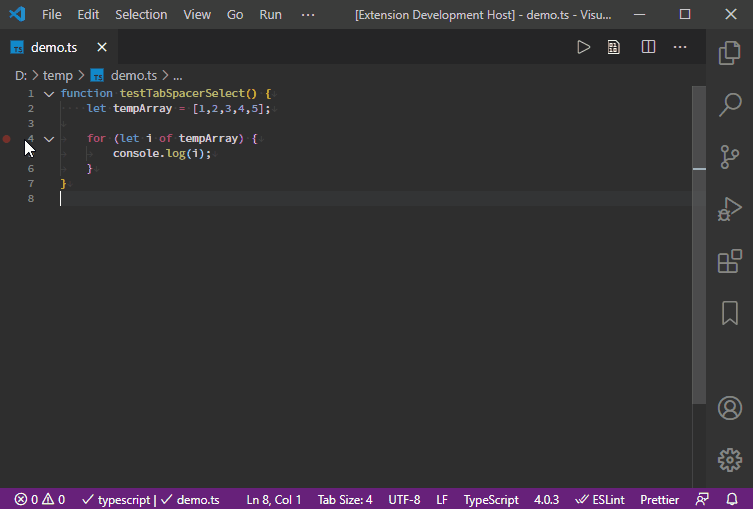 File Edit Selection View Go Run ··· [Extension Development Host] - demo.ts - Visu...
TS demo.ts
D: > temp > TS demo.ts > ...
1 function testTabSpacerSelect() {
2 let tempArray = [1,2,3,4,5];
3
4 for (let i of tempArray) {
console.log(i);
6 }
7 }
8
0 0 typescript | demo.ts Ln 8, Col 1 Tab Size: 4 UTF-8 LF TypeScript 4.0.3 ESLint Prettier